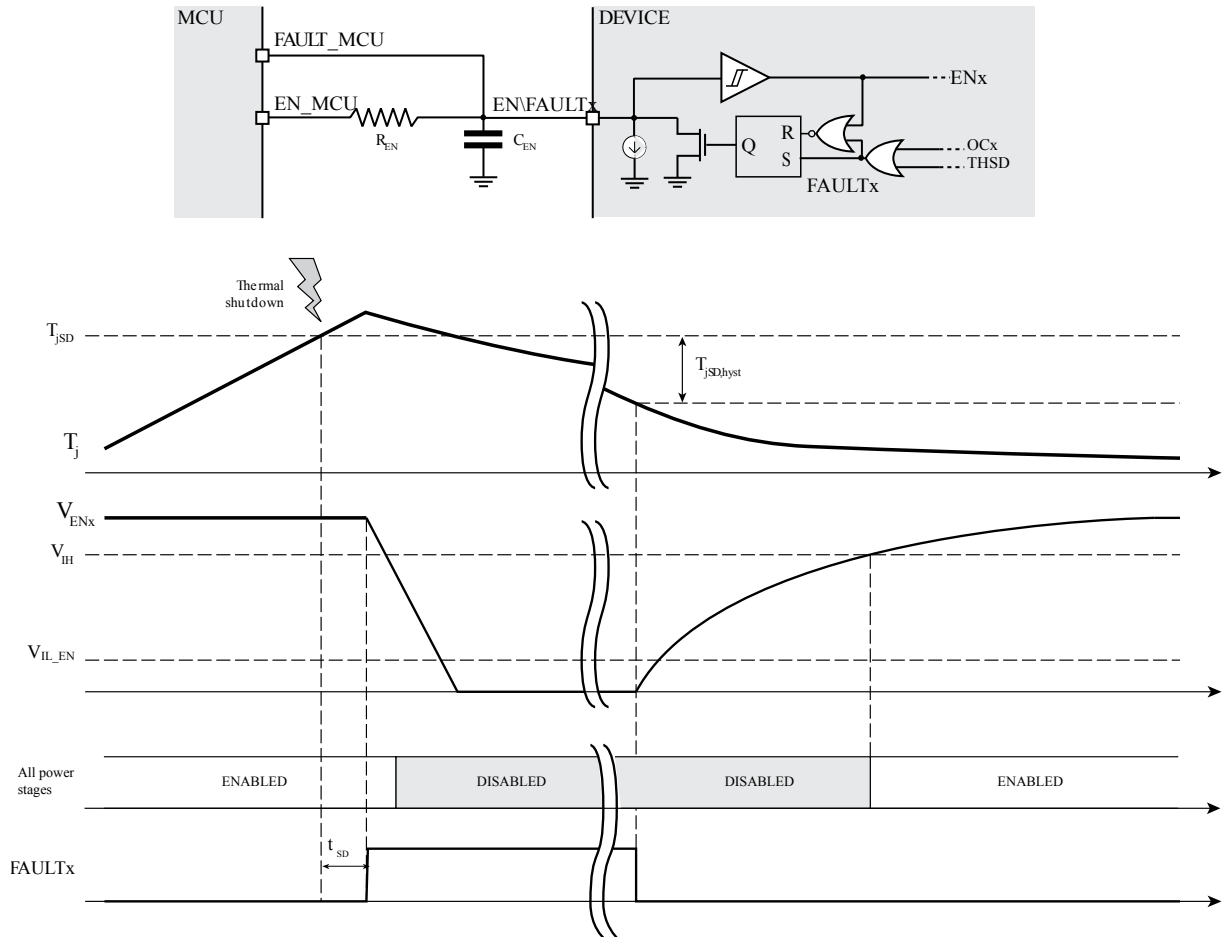 MCU
DEVICE
FAULT_MCU
EN_MCU
EN\FAULTx
ENx
R_EN
C_EN
Q
R
S
OCx
THSD
FAULTx
Thermal
shutdown
T_jSD
T_jSD,hyst
T_j
V_ENx
V_IH
V_IL_EN
All power
stages
ENABLED
DISABLED
DISABLED
ENABLED
t_SD
FAULTx